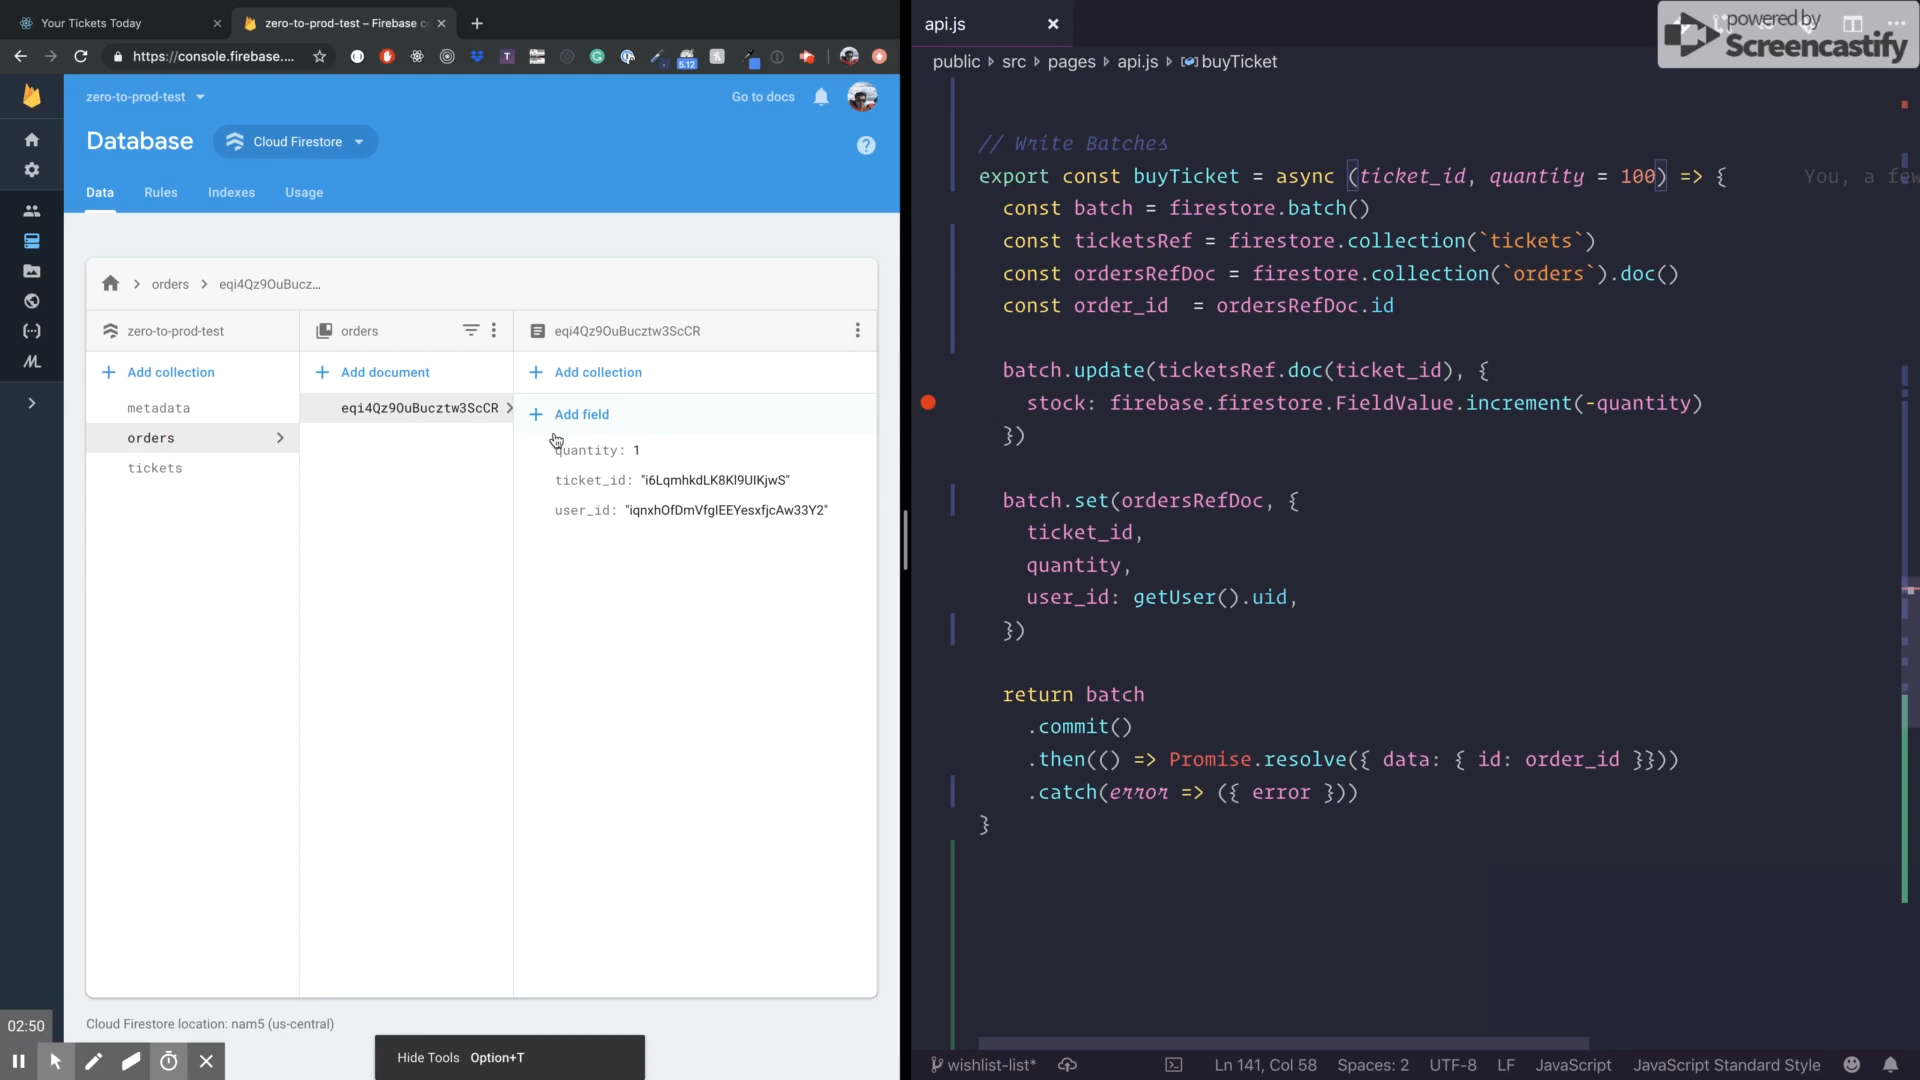 Your Tickets Today
zero-to-prod-test – Firebase c
https://console.firebase....
5.12
zero-to-prod-test
Go to docs
Database
Cloud Firestore
Data
Rules
Indexes
Usage
orders
eqi4Qz9OuBucz...
zero-to-prod-test
orders
eqi4Qz9OuBucztw3ScCR
Add collection
Add document
Add collection
metadata
eqi4Qz9OuBucztw3ScCR
Add field
orders
tickets
quantity: 1
ticket_id: "i6LqmhkdLK8Kl9UIKjwS"
user_id: "iqnxhOfDmVfgIEEYesxfjcAw33Y2"
Cloud Firestore location: nam5 (us-central)
02:50
Hide Tools Option+T
api.js
powered by
Screencastify
public src pages api.js buyTicket
// Write Batches
export const buyTicket = async (ticket_id, quantity = 100) => {
You, a few
const batch = firestore.batch()
const ticketsRef = firestore.collection(`tickets`)
const ordersRefDoc = firestore.collection(`orders`).doc()
const order_id = ordersRefDoc.id
batch.update(ticketsRef.doc(ticket_id), {
stock: firebase.firestore.FieldValue.increment(-quantity)
})
batch.set(ordersRefDoc, {
ticket_id,
quantity,
user_id: getUser().uid,
})
return batch
.commit()
.then(() => Promise.resolve({ data: { id: order_id }}))
.catch(error => ({ error }))
}
wishlist-list*
Ln 141, Col 58
Spaces: 2
UTF-8
LF
JavaScript
JavaScript Standard Style